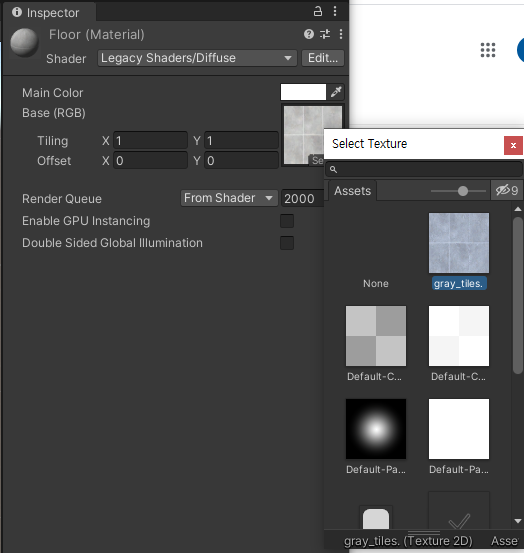 Inspector
Floor (Material)
Shader Legacy Shaders/Diffuse Edit...
Main Color
Base (RGB)
Tiling X 1 Y 1
Offset X 0 Y 0
Render Queue From Shader 2000
Enable GPU Instancing
Double Sided Global Illumination
Select Texture
x
Assets 9
None gray_tiles.
Default-C... Default-C...
Default-Pa... Default-Pa...
gray_tiles. (Texture 2D) Asse